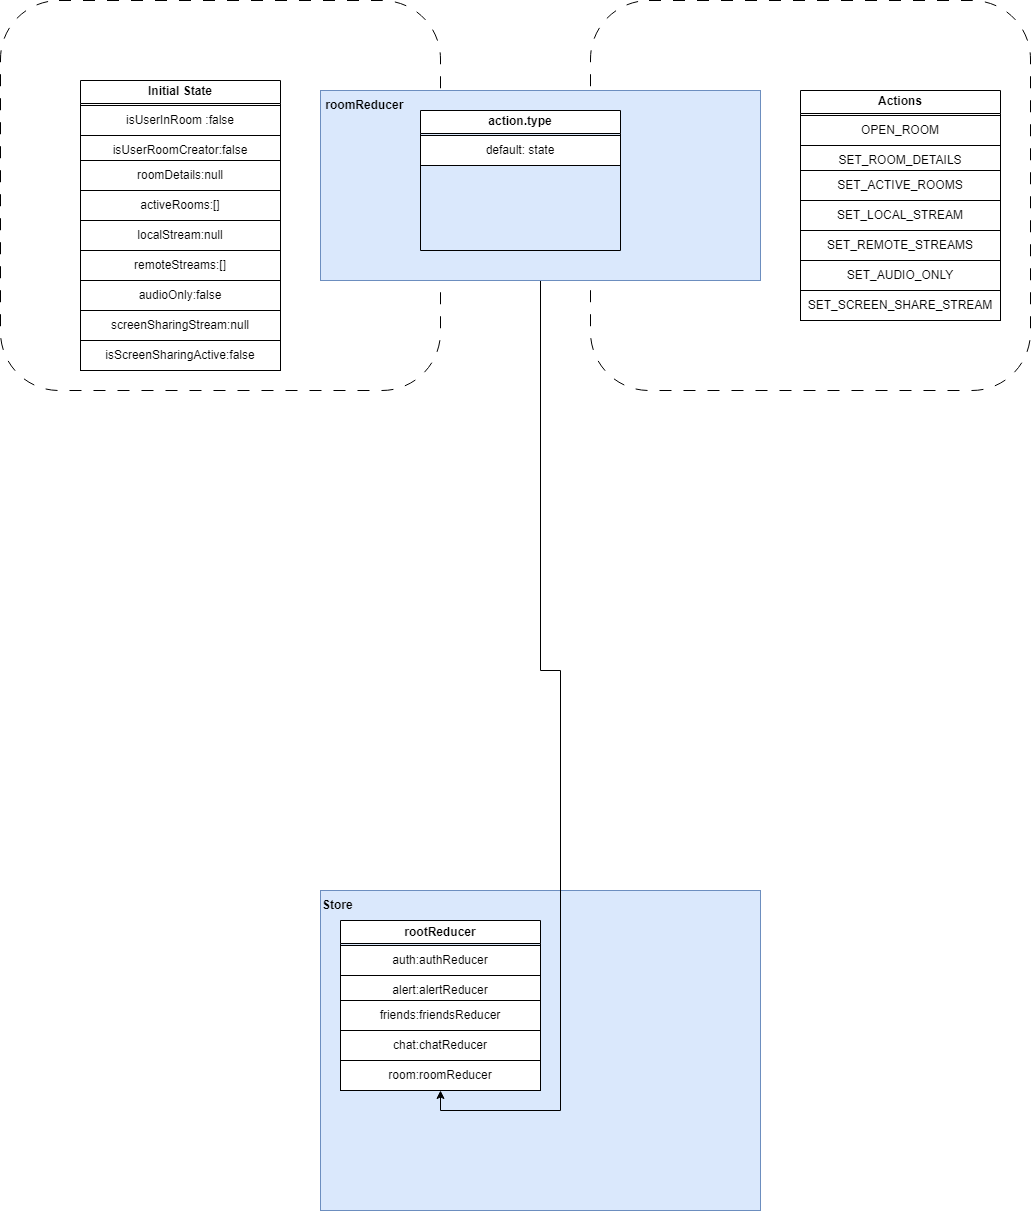 Initial State
isUserInRoom :false
isUserRoomCreator:false
roomDetails:null
activeRooms:[]
localStream:null
remoteStreams:[]
audioOnly:false
screenSharingStream:null
isScreenSharingActive:false
roomReducer
action.type
default: state
Actions
OPEN_ROOM
SET_ROOM_DETAILS
SET_ACTIVE_ROOMS
SET_LOCAL_STREAM
SET_REMOTE_STREAMS
SET_AUDIO_ONLY
SET_SCREEN_SHARE_STREAM
Store
rootReducer
auth:authReducer
alert:alertReducer
friends:friendsReducer
chat:chatReducer
room:roomReducer